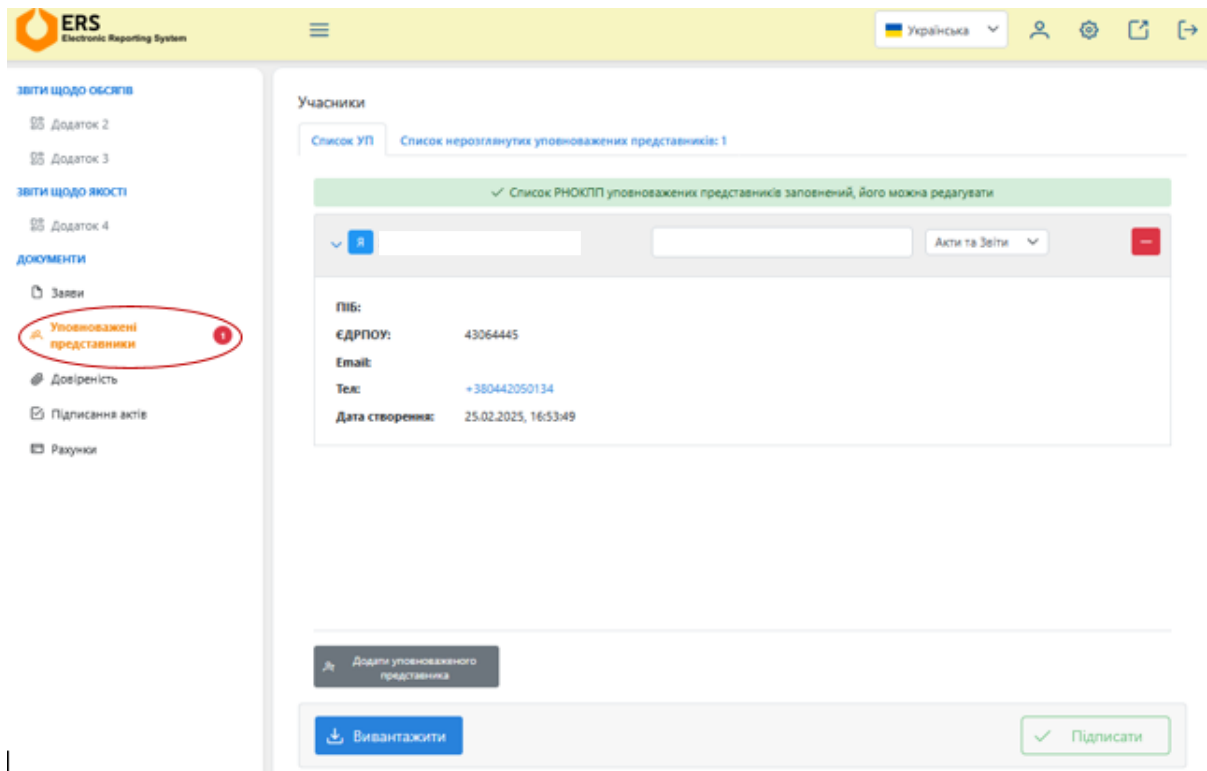 ERS
Electronic Reporting System
Українська
ЗВІТИ ЩОДО ОБСЯГІВ
Додаток 2
Додаток 3
ЗВІТИ ЩОДО ЯКОСТІ
Додаток 4
ДОКУМЕНТИ
Заяви
Уповноважені
представники
1
Довіреність
Підписання актів
Рахунки
Учасники
Список УП
Список нерозглянутих уповноважених представників: 1
Список РНОКПП уповноважених представників заповнений, його можна редагувати
Я
Акти та Звіти
ПІБ:
ЄДРПОУ: 43064445
Email:
Тел: +380442050134
Дата створення: 25.02.2025, 16:53:49
Додати уповноваженого
представника
Вивантажити
Підписати